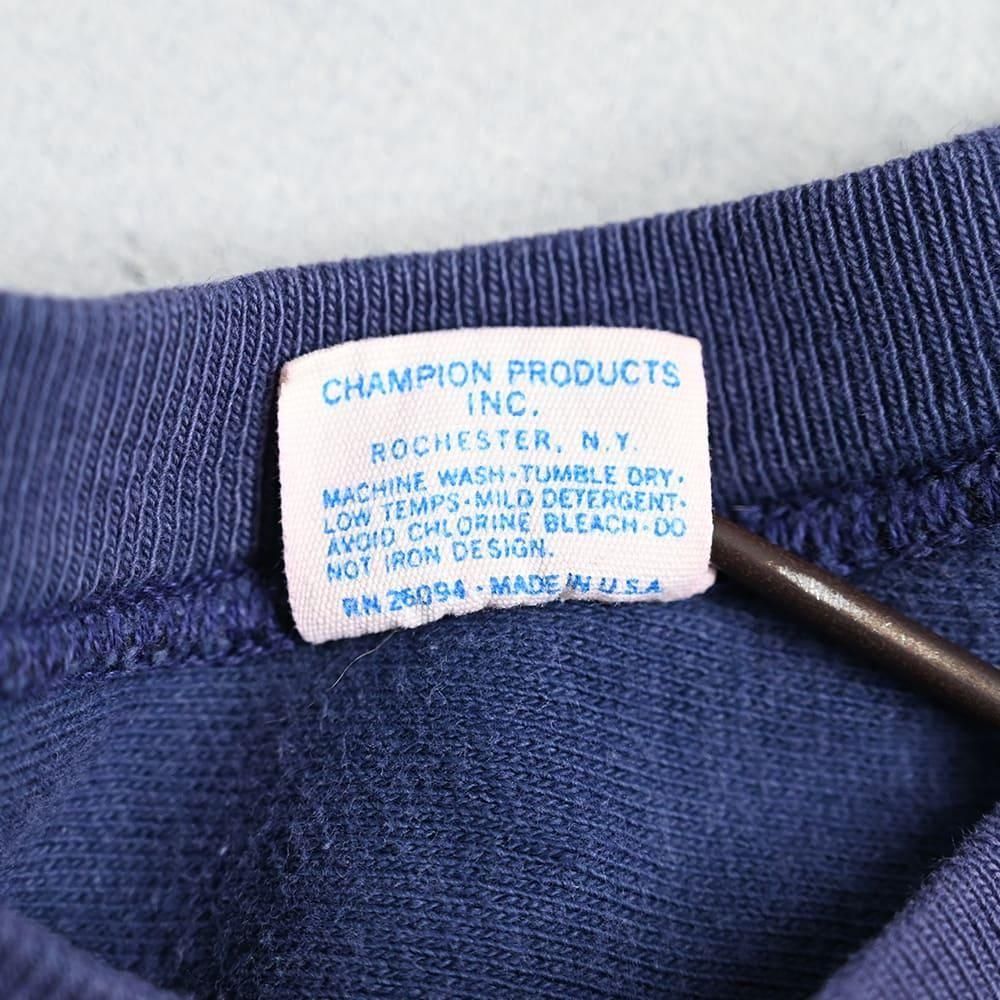 CHAMPION PRODUCTS
INC.
ROCHESTER, N.Y.
MACHINE WASH·TUMBLE DRY·
LOW TEMPS·MILD DETERGENT·
AVOID CHLORINE BLEACH·DO
NOT IRON DESIGN.
RN 26094 · MADE IN U.S.A